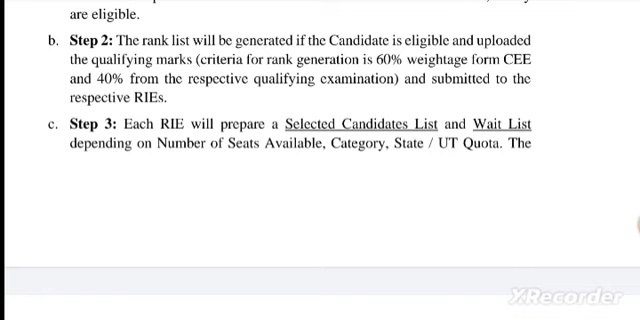 are eligible.
b. Step 2: The rank list will be generated if the Candidate is eligible and uploaded
the qualifying marks (criteria for rank generation is 60% weightage form CEE
and 40% from the respective qualifying examination) and submitted to the
respective RIEs.
c. Step 3: Each RIE will prepare a Selected Candidates List and Wait List
depending on Number of Seats Available, Category, State / UT Quota. The
XRecorder